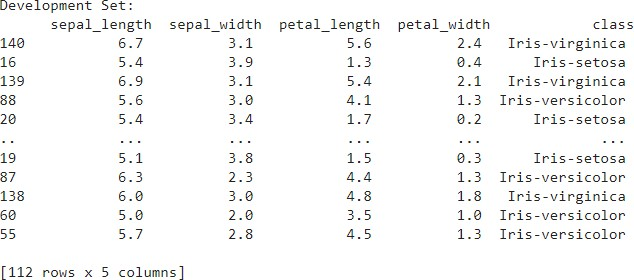 Development Set:
sepal_length sepal_width petal_length petal_width class
140 6.7 3.1 5.6 2.4 Iris-virginica
16 5.4 3.9 1.3 0.4 Iris-setosa
139 6.9 3.1 5.4 2.1 Iris-virginica
88 5.6 3.0 4.1 1.3 Iris-versicolor
20 5.4 3.4 1.7 0.2 Iris-setosa
.. ... ... ... ... ...
19 5.1 3.8 1.5 0.3 Iris-setosa
87 6.3 2.3 4.4 1.3 Iris-versicolor
138 6.0 3.0 4.8 1.8 Iris-virginica
60 5.0 2.0 3.5 1.0 Iris-versicolor
55 5.7 2.8 4.5 1.3 Iris-versicolor
[112 rows x 5 columns]